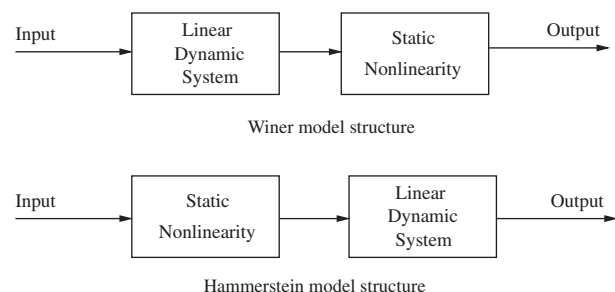 Input
Linear
Dynamic
System
Static
Nonlinearity
Output
Winer model structure
Input
Static
Nonlinearity
Linear
Dynamic
System
Output
Hammerstein model structure